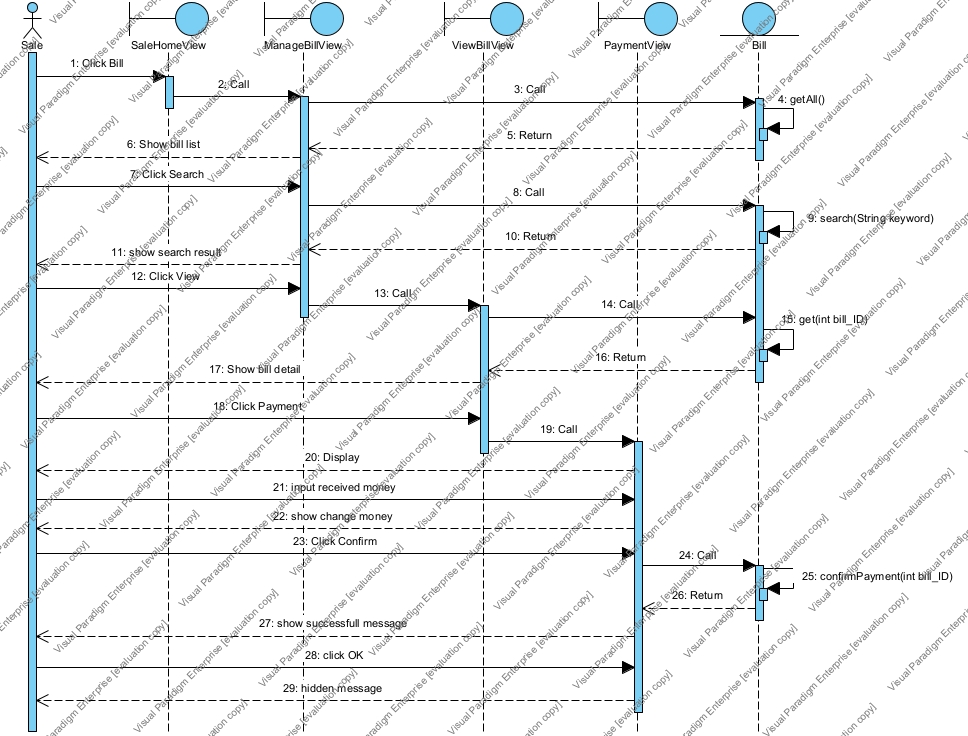 Sale
SaleHomeView
ManageBillView
ViewBillView
PaymentView
Bill
1: Click Bill
2: Call
3: Call
4: getAll()
5: Return
6: Show bill list
7: Click Search
8: Call
9: search(String keyword)
10: Return
11: show search result
12: Click View
13: Call
14: Call
15: get(int bill_ID)
16: Return
17: Show bill detail
18: Click Payment
19: Call
20: Display
21: input received money
22: show change money
23: Click Confirm
24: Call
25: confirmPayment(int bill_ID)
26: Return
27: show successfull message
28: click OK
29: hidden message
Visual Paradigm Enterprise [evaluation copy]